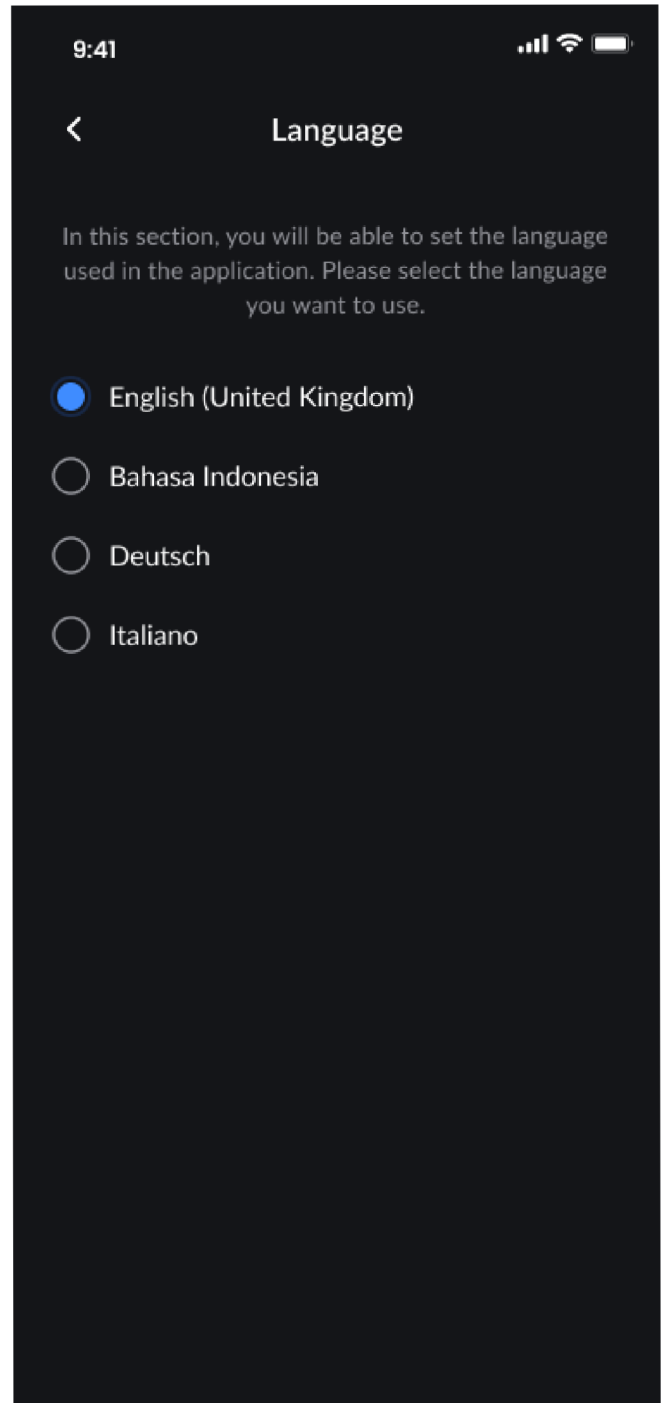 9:41
Language
In this section, you will be able to set the language
used in the application. Please select the language
you want to use.
English (United Kingdom)
Bahasa Indonesia
Deutsch
Italiano